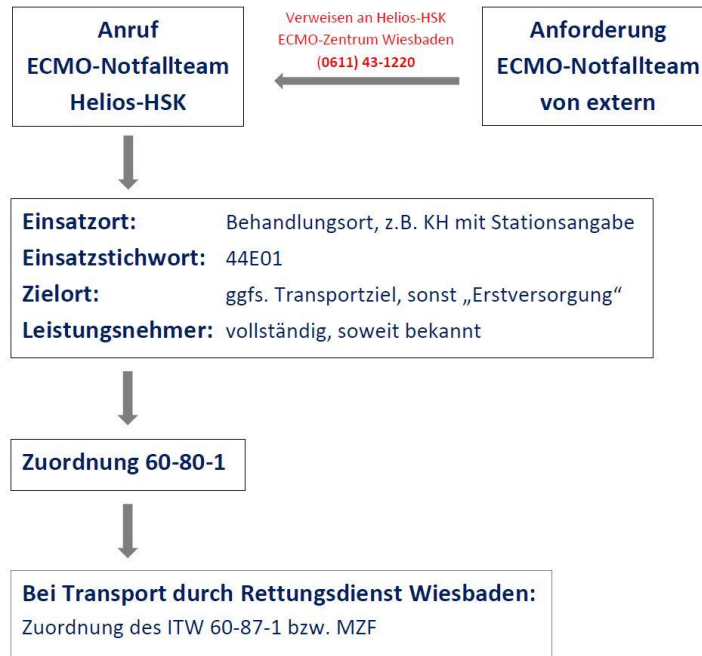 Anruf
ECMO-Notfallteam
Helios-HSK
Verweisen an Helios-HSK
ECMO-Zentrum Wiesbaden
(0611) 43-1220
Anforderung
ECMO-Notfallteam
von extern
Einsatzort: Behandlungsort, z.B. KH mit Stationsangabe
Einsatzstichwort: 44E01
Zielort: ggfs. Transportziel, sonst „Erstversorgung“
Leistungsnehmer: vollständig, soweit bekannt
Zuordnung 60-80-1
Bei Transport durch Rettungsdienst Wiesbaden:
Zuordnung des ITW 60-87-1 bzw. MZF